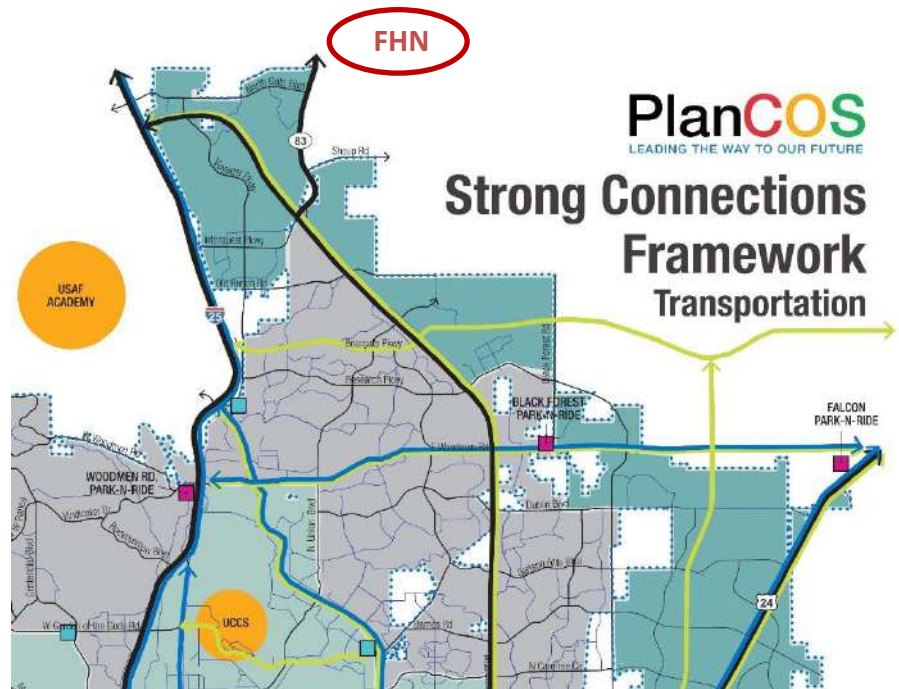 FHN
PlanCOS
LEADING THE WAY TO OUR FUTURE
Strong Connections
Framework
Transportation
North Gate Blvd
83
Shoup Rd
Voyager Pkwy
Interquest Pkwy
Old Ranch Rd
USAF
ACADEMY
25
Briargate Pkwy
Research Pkwy
Black Forest Rd
BLACK FOREST
PARK-N-RIDE
FALCON
PARK-N-RIDE
W Woodmen Rd
E Woodmen Rd
WOODMEN RD.
PARK-N-RIDE
Vindicator Dr
Rockrimmon Blvd
Centennial Blvd
N Union Blvd
Dublin Blvd
24
UCCS
W Garden of the Gods Rd
Barnes Rd
N Carefree Cir